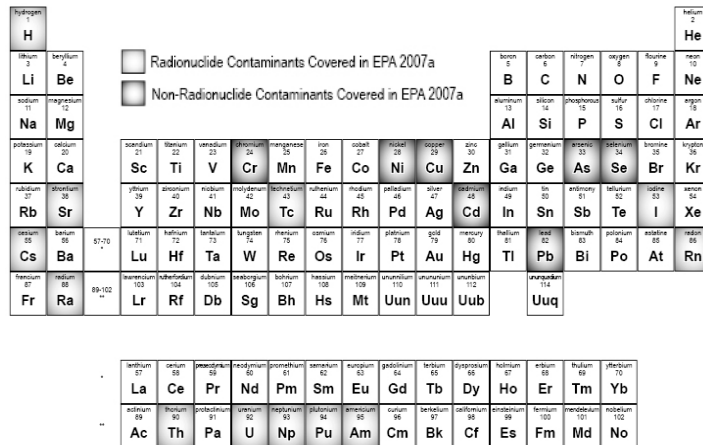 hydrogen helium
1 2
H He
Radionuclide Contaminants Covered in EPA 2007a
Non-Radionuclide Contaminants Covered in EPA 2007a
lithium beryllium boron carbon nitrogen oxygen flourine neon
3 4 5 6 7 8 9 10
Li Be B C N O F Ne
sodium magnesium aluminum silicon phosphorous sulfur chlorine argon
11 12 13 14 15 16 17 18
Na Mg Al Si P S Cl Ar
potassium calcium scandium titanium vanadium chromium manganese iron cobalt nickel copper zinc gallium germanium arsenic selenium bromine krypton
19 20 21 22 23 24 25 26 27 28 29 30 31 32 33 34 35 36
K Ca Sc Ti V Cr Mn Fe Co Ni Cu Zn Ga Ge As Se Br Kr
rubidium strontium yttrium zirconium niobium molybdenum technetium ruthenium rhodium palladium silver cadmium indium tin antimony tellurium iodine xenon
37 38 39 40 41 42 43 44 45 46 47 48 49 50 51 52 53 54
Rb Sr Y Zr Nb Mo Tc Ru Rh Pd Ag Cd In Sn Sb Te I Xe
cesium barium lutetium hafnium tantalum tungsten rhenium osmium iridium platinum gold mercury thallium lead bismuth polonium astatine radon
55 56 57-70 71 72 73 74 75 76 77 78 79 80 81 82 83 84 85 86
Cs Ba * Lu Hf Ta W Re Os Ir Pt Au Hg Tl Pb Bi Po At Rn
francium radium lawrencium rutherfordium dubnium seaborgium bohrium hassium meitnerium ununnilium unununium ununbium ununquadium
87 88 89-102 103 104 105 106 107 108 109 110 111 112 114
Fr Ra ** Lr Rf Db Sg Bh Hs Mt Uun Uuu Uub Uuq
cerium neodymium promethium samarium europium gadolinium terbium dysprosium holmium erbium thulium ytterbium
* 57 58 59 60 61 62 63 64 65 66 67 68 69 70
La Ce Pr Nd Pm Sm Eu Gd Tb Dy Ho Er Tm Yb
actinium thorium protactinium uranium neptunium plutonium americium curium berkelium californium einsteinium fermium mendelevium nobelium
** 89 90 91 92 93 94 95 96 97 98 99 100 101 102
Ac Th Pa U Np Pu Am Cm Bk Cf Es Fm Md No